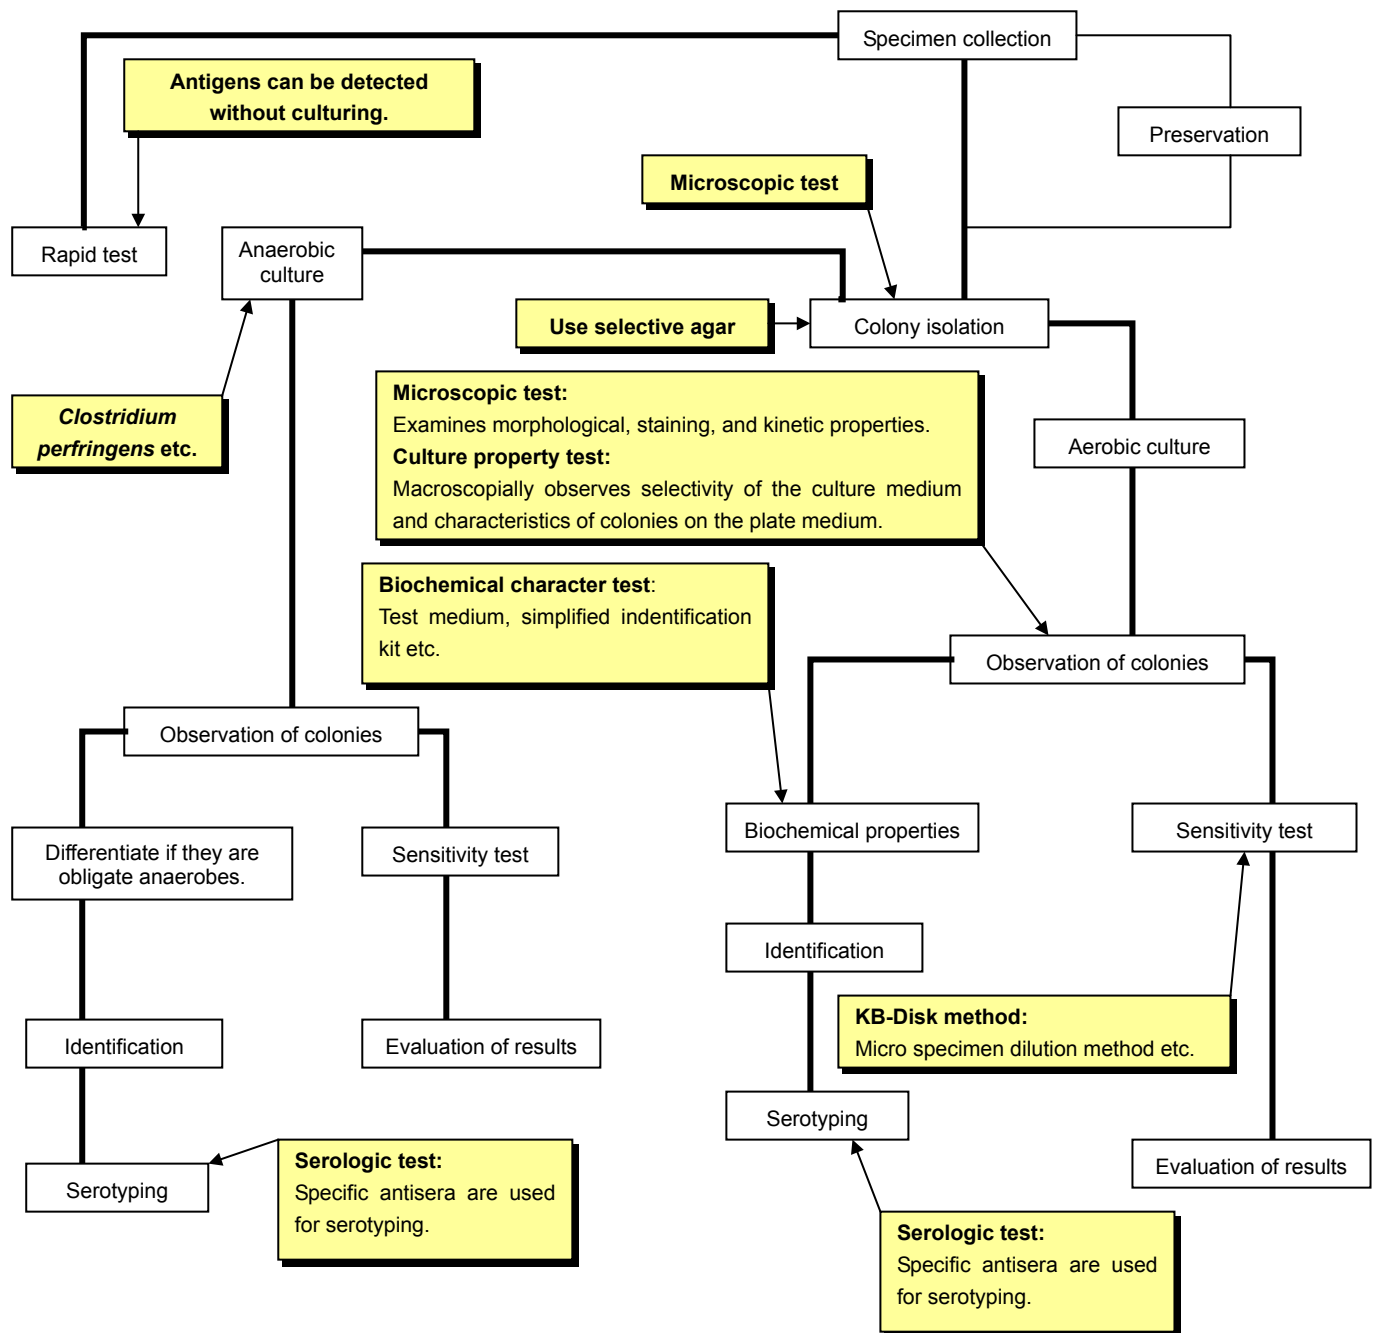 Specimen collection
Antigens can be detected
without culturing.
Preservation
Microscopic test
Rapid test
Anaerobic
culture
Use selective agar
Colony isolation
Clostridium
perfringens etc.
Microscopic test:
Examines morphological, staining, and kinetic properties.
Culture property test:
Macroscopially observes selectivity of the culture medium
and characteristics of colonies on the plate medium.
Aerobic culture
Biochemical character test:
Test medium, simplified indentification
kit etc.
Observation of colonies
Observation of colonies
Differentiate if they are
obligate anaerobes.
Sensitivity test
Biochemical properties
Sensitivity test
Identification
KB-Disk method:
Micro specimen dilution method etc.
Identification
Evaluation of results
Serotyping
Serologic test:
Specific antisera are used
for serotyping.
Serotyping
Evaluation of results
Serologic test:
Specific antisera are used
for serotyping.